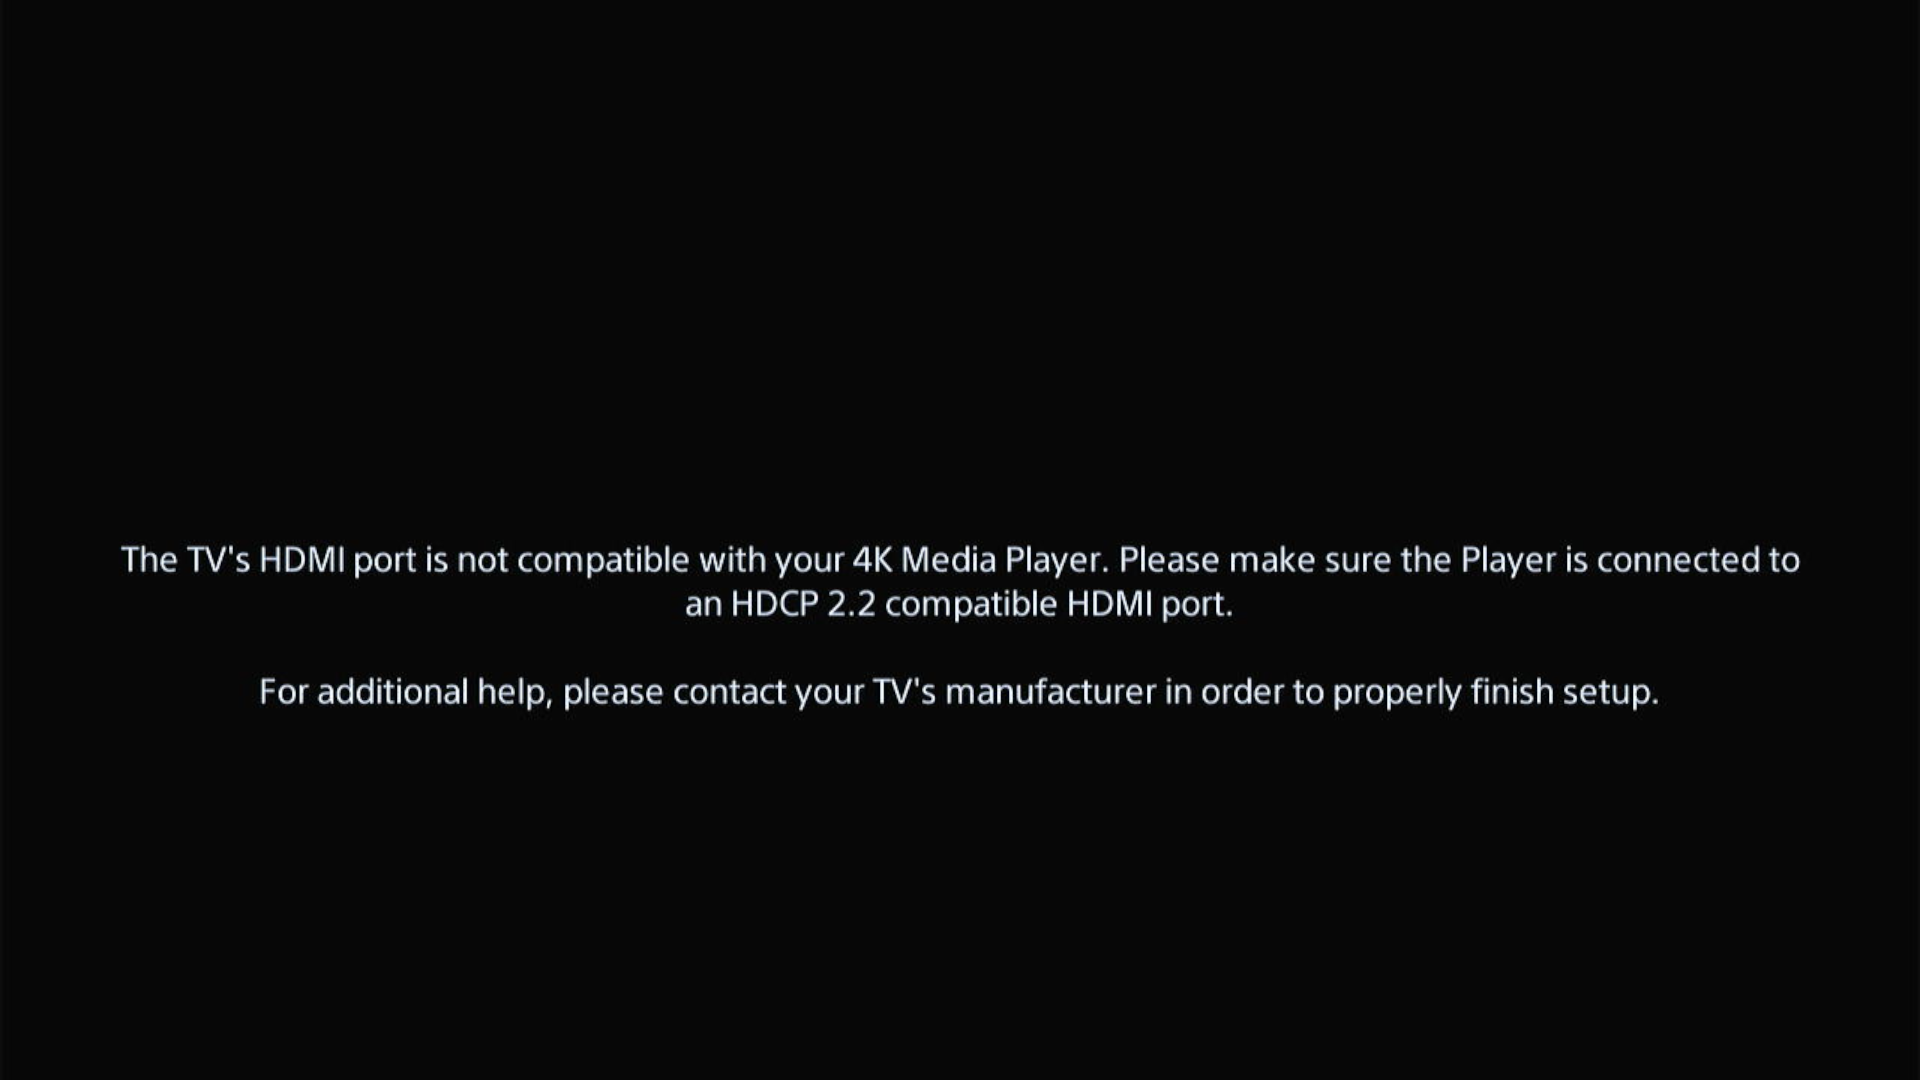 The TV's HDMI port is not compatible with your 4K Media Player. Please make sure the Player is connected to
an HDCP 2.2 compatible HDMI port.
For additional help, please contact your TV's manufacturer in order to properly finish setup.